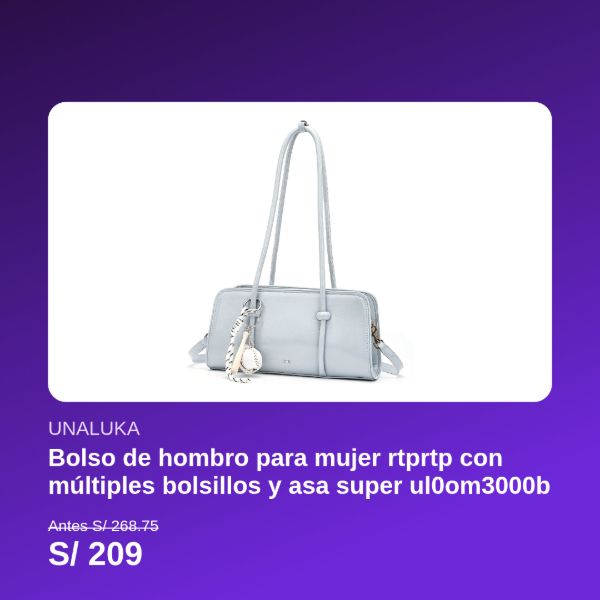 UNALUKA
Bolso de hombro para mujer rtprtp con
múltiples bolsillos y asa super ul0om3000b
Antes S/ 268.75
S/ 209